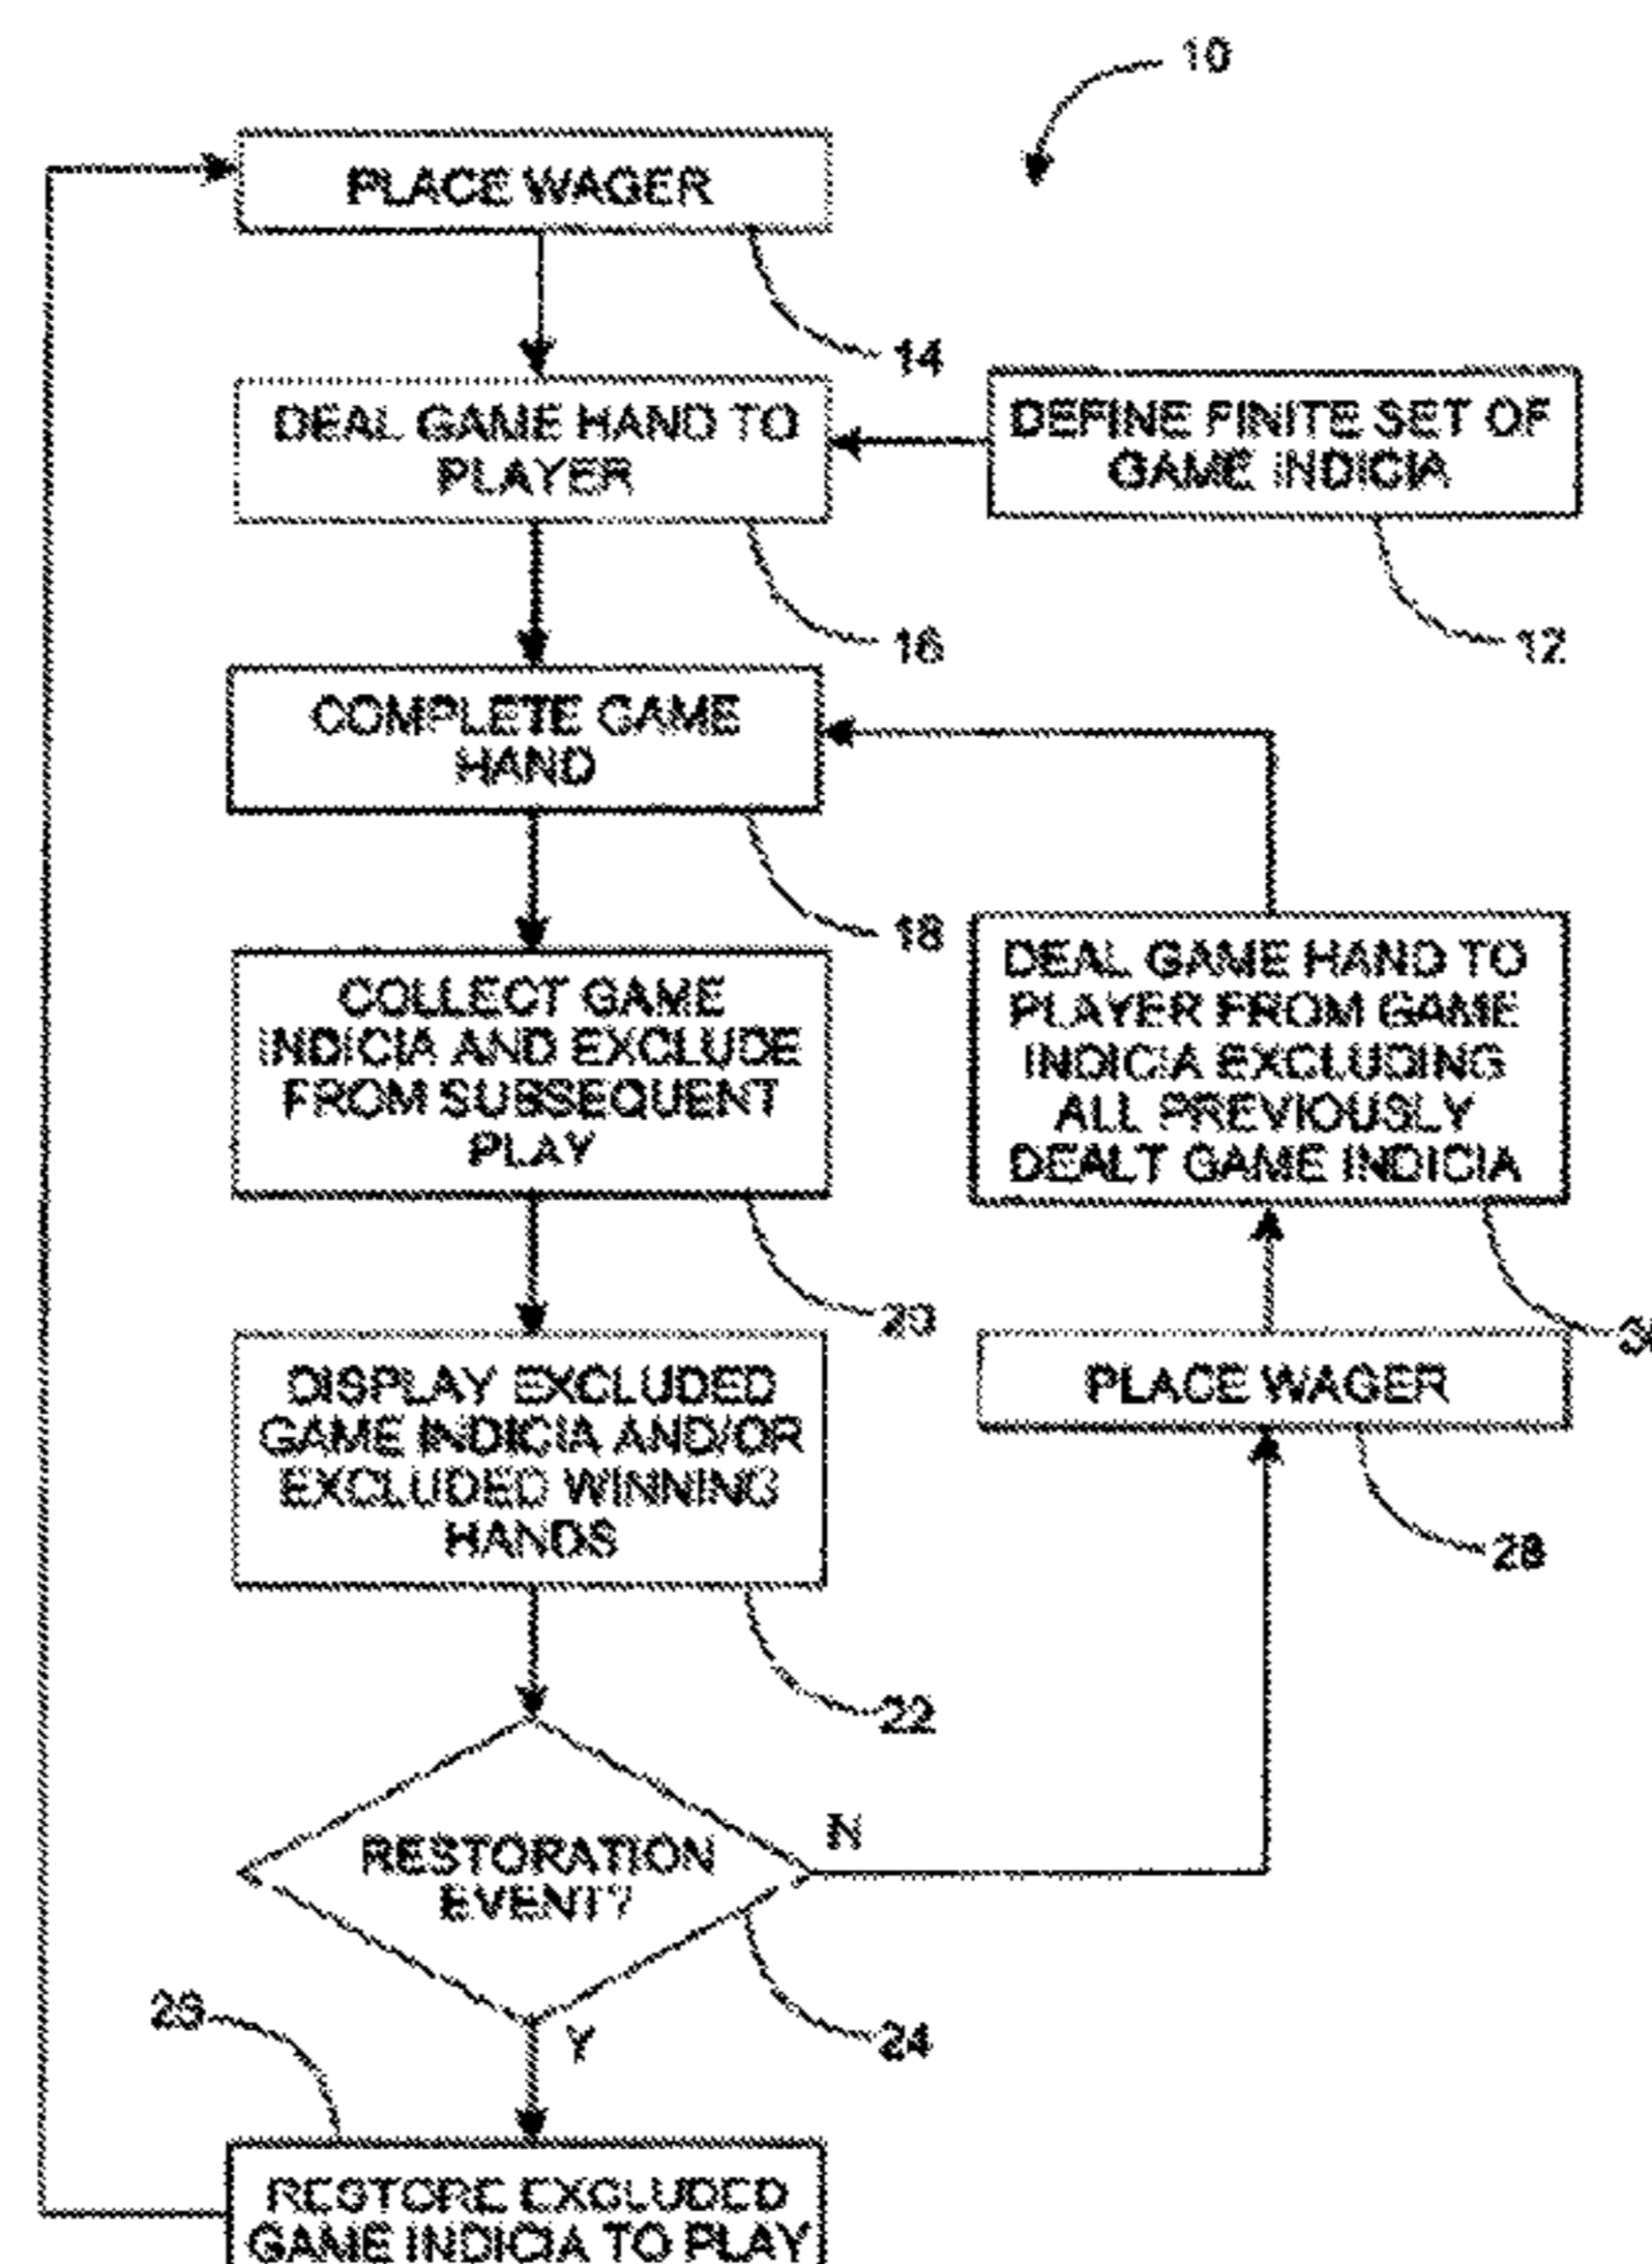 10
PLACE WAGER
14
DEAL GAME HAND TO
PLAYER
16
DEFINE FINITE SET OF
GAME INDICIA
12
COMPLETE GAME
HAND
18
COLLECT GAME
INDICIA AND EXCLUDE
FROM SUBSEQUENT
PLAY
20
DEAL GAME HAND TO
PLAYER FROM GAME
INDICIA EXCLUDING
ALL PREVIOUSLY
DEALT GAME INDICIA
DISPLAY EXCLUDED
GAME INDICIA AND/OR
EXCLUDED WINNING
HANDS
22
PLACE WAGER
28
RESTORATION
EVENT?
N
Y
24
RESTORE EXCLUDED
GAME INDICIA TO PLAY